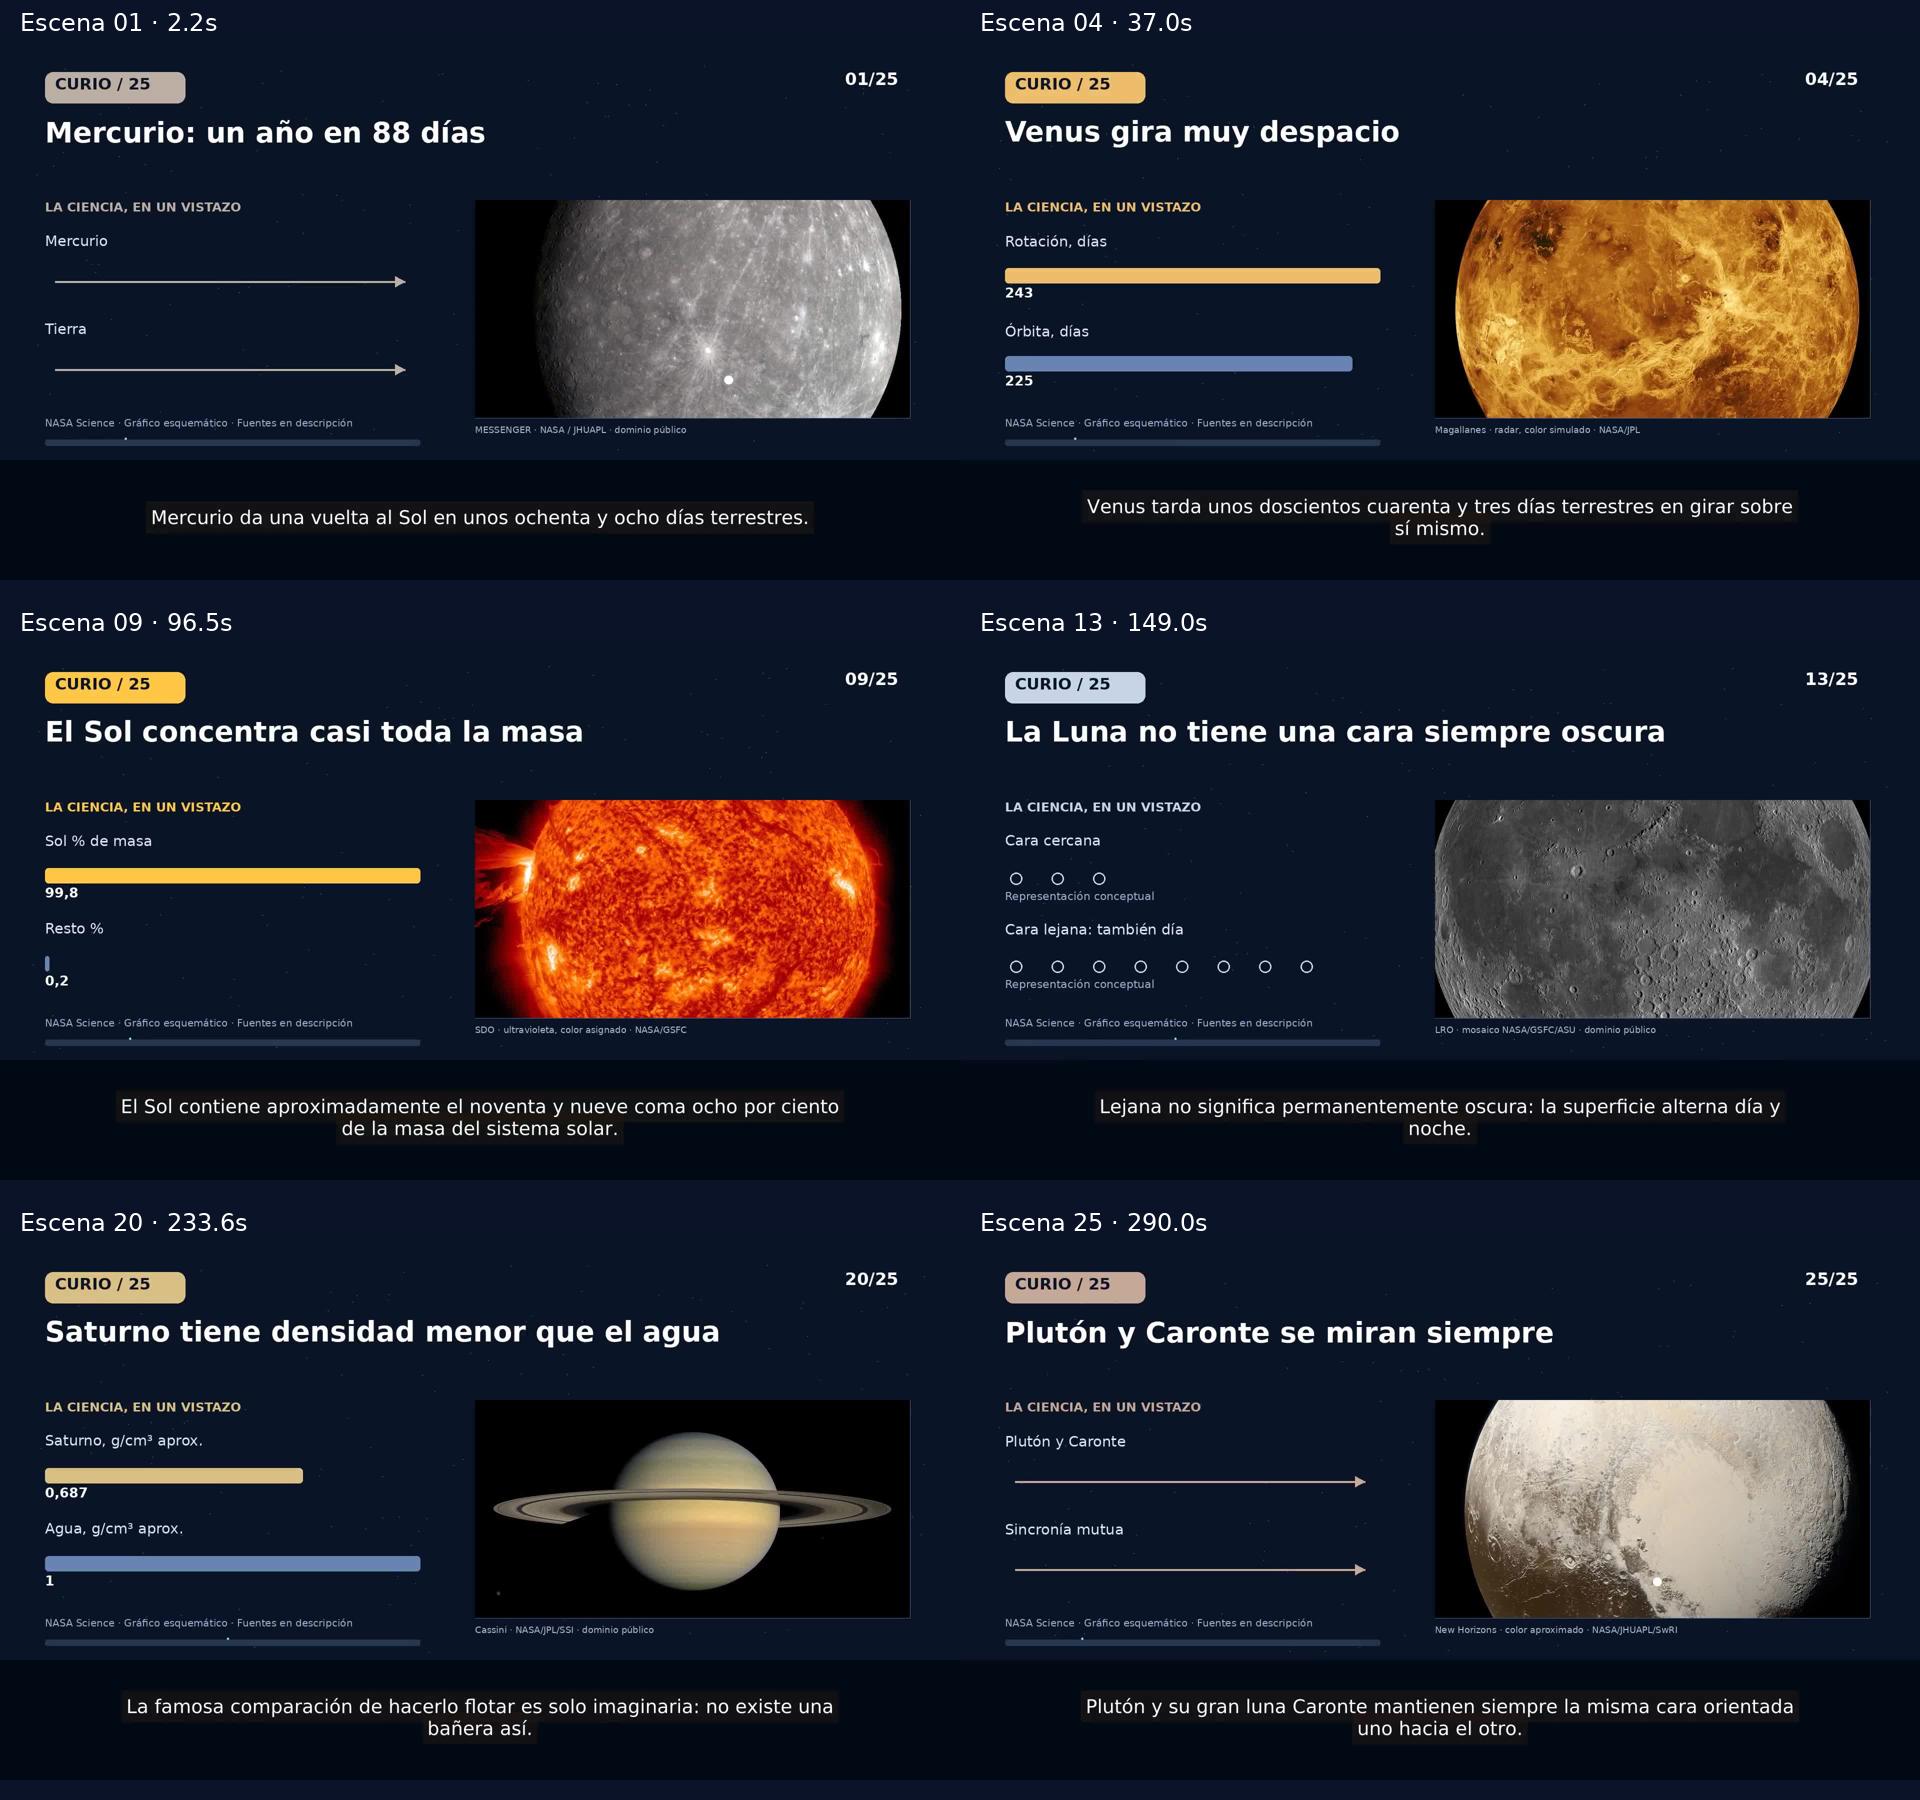 Escena 01 · 2.2s
CURIO / 25
01/25
Mercurio: un año en 88 días
LA CIENCIA, EN UN VISTAZO
Mercurio
Tierra
NASA Science · Gráfico esquemático · Fuentes en descripción
MESSENGER · NASA / JHUAPL · dominio público
Mercurio da una vuelta al Sol en unos ochenta y ocho días terrestres.
Escena 04 · 37.0s
CURIO / 25
04/25
Venus gira muy despacio
LA CIENCIA, EN UN VISTAZO
Rotación, días
243
Órbita, días
225
NASA Science · Gráfico esquemático · Fuentes en descripción
Magallanes · radar, color simulado · NASA/JPL
Venus tarda unos doscientos cuarenta y tres días terrestres en girar sobre
sí mismo.
Escena 09 · 96.5s
CURIO / 25
09/25
El Sol concentra casi toda la masa
LA CIENCIA, EN UN VISTAZO
Sol % de masa
99,8
Resto %
0,2
NASA Science · Gráfico esquemático · Fuentes en descripción
SDO · ultravioleta, color asignado · NASA/GSFC
El Sol contiene aproximadamente el noventa y nueve coma ocho por ciento
de la masa del sistema solar.
Escena 13 · 149.0s
CURIO / 25
13/25
La Luna no tiene una cara siempre oscura
LA CIENCIA, EN UN VISTAZO
Cara cercana
Representación conceptual
Cara lejana: también día
Representación conceptual
NASA Science · Gráfico esquemático · Fuentes en descripción
LRO · mosaico NASA/GSFC/ASU · dominio público
Lejana no significa permanentemente oscura: la superficie alterna día y
noche.
Escena 20 · 233.6s
CURIO / 25
20/25
Saturno tiene densidad menor que el agua
LA CIENCIA, EN UN VISTAZO
Saturno, g/cm³ aprox.
0,687
Agua, g/cm³ aprox.
1
NASA Science · Gráfico esquemático · Fuentes en descripción
Cassini · NASA/JPL/SSI · dominio público
La famosa comparación de hacerlo flotar es solo imaginaria: no existe una
bañera así.
Escena 25 · 290.0s
CURIO / 25
25/25
Plutón y Caronte se miran siempre
LA CIENCIA, EN UN VISTAZO
Plutón y Caronte
Sincronía mutua
NASA Science · Gráfico esquemático · Fuentes en descripción
New Horizons · color aproximado · NASA/JHUAPL/SwRI
Plutón y su gran luna Caronte mantienen siempre la misma cara orientada
uno hacia el otro.